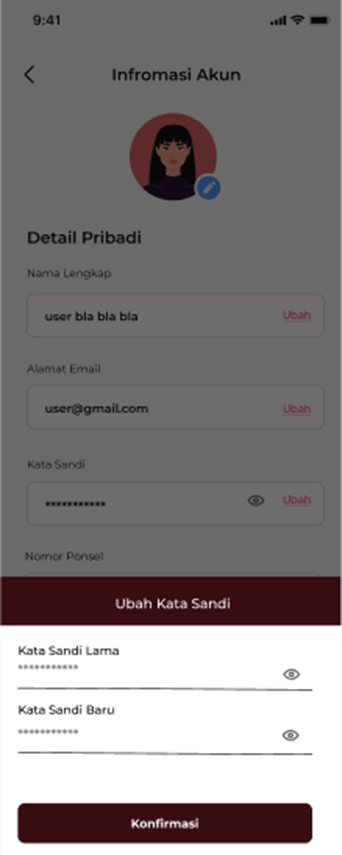 9:41
Infromasi Akun
Detail Pribadi
Nama Lengkap
user bla bla bla Ubah
Alamat Email
user@gmail.com Ubah
Kata Sandi
*********** Ubah
Nomor Ponsel
Ubah Kata Sandi
Kata Sandi Lama
***********
Kata Sandi Baru
***********
Konfirmasi